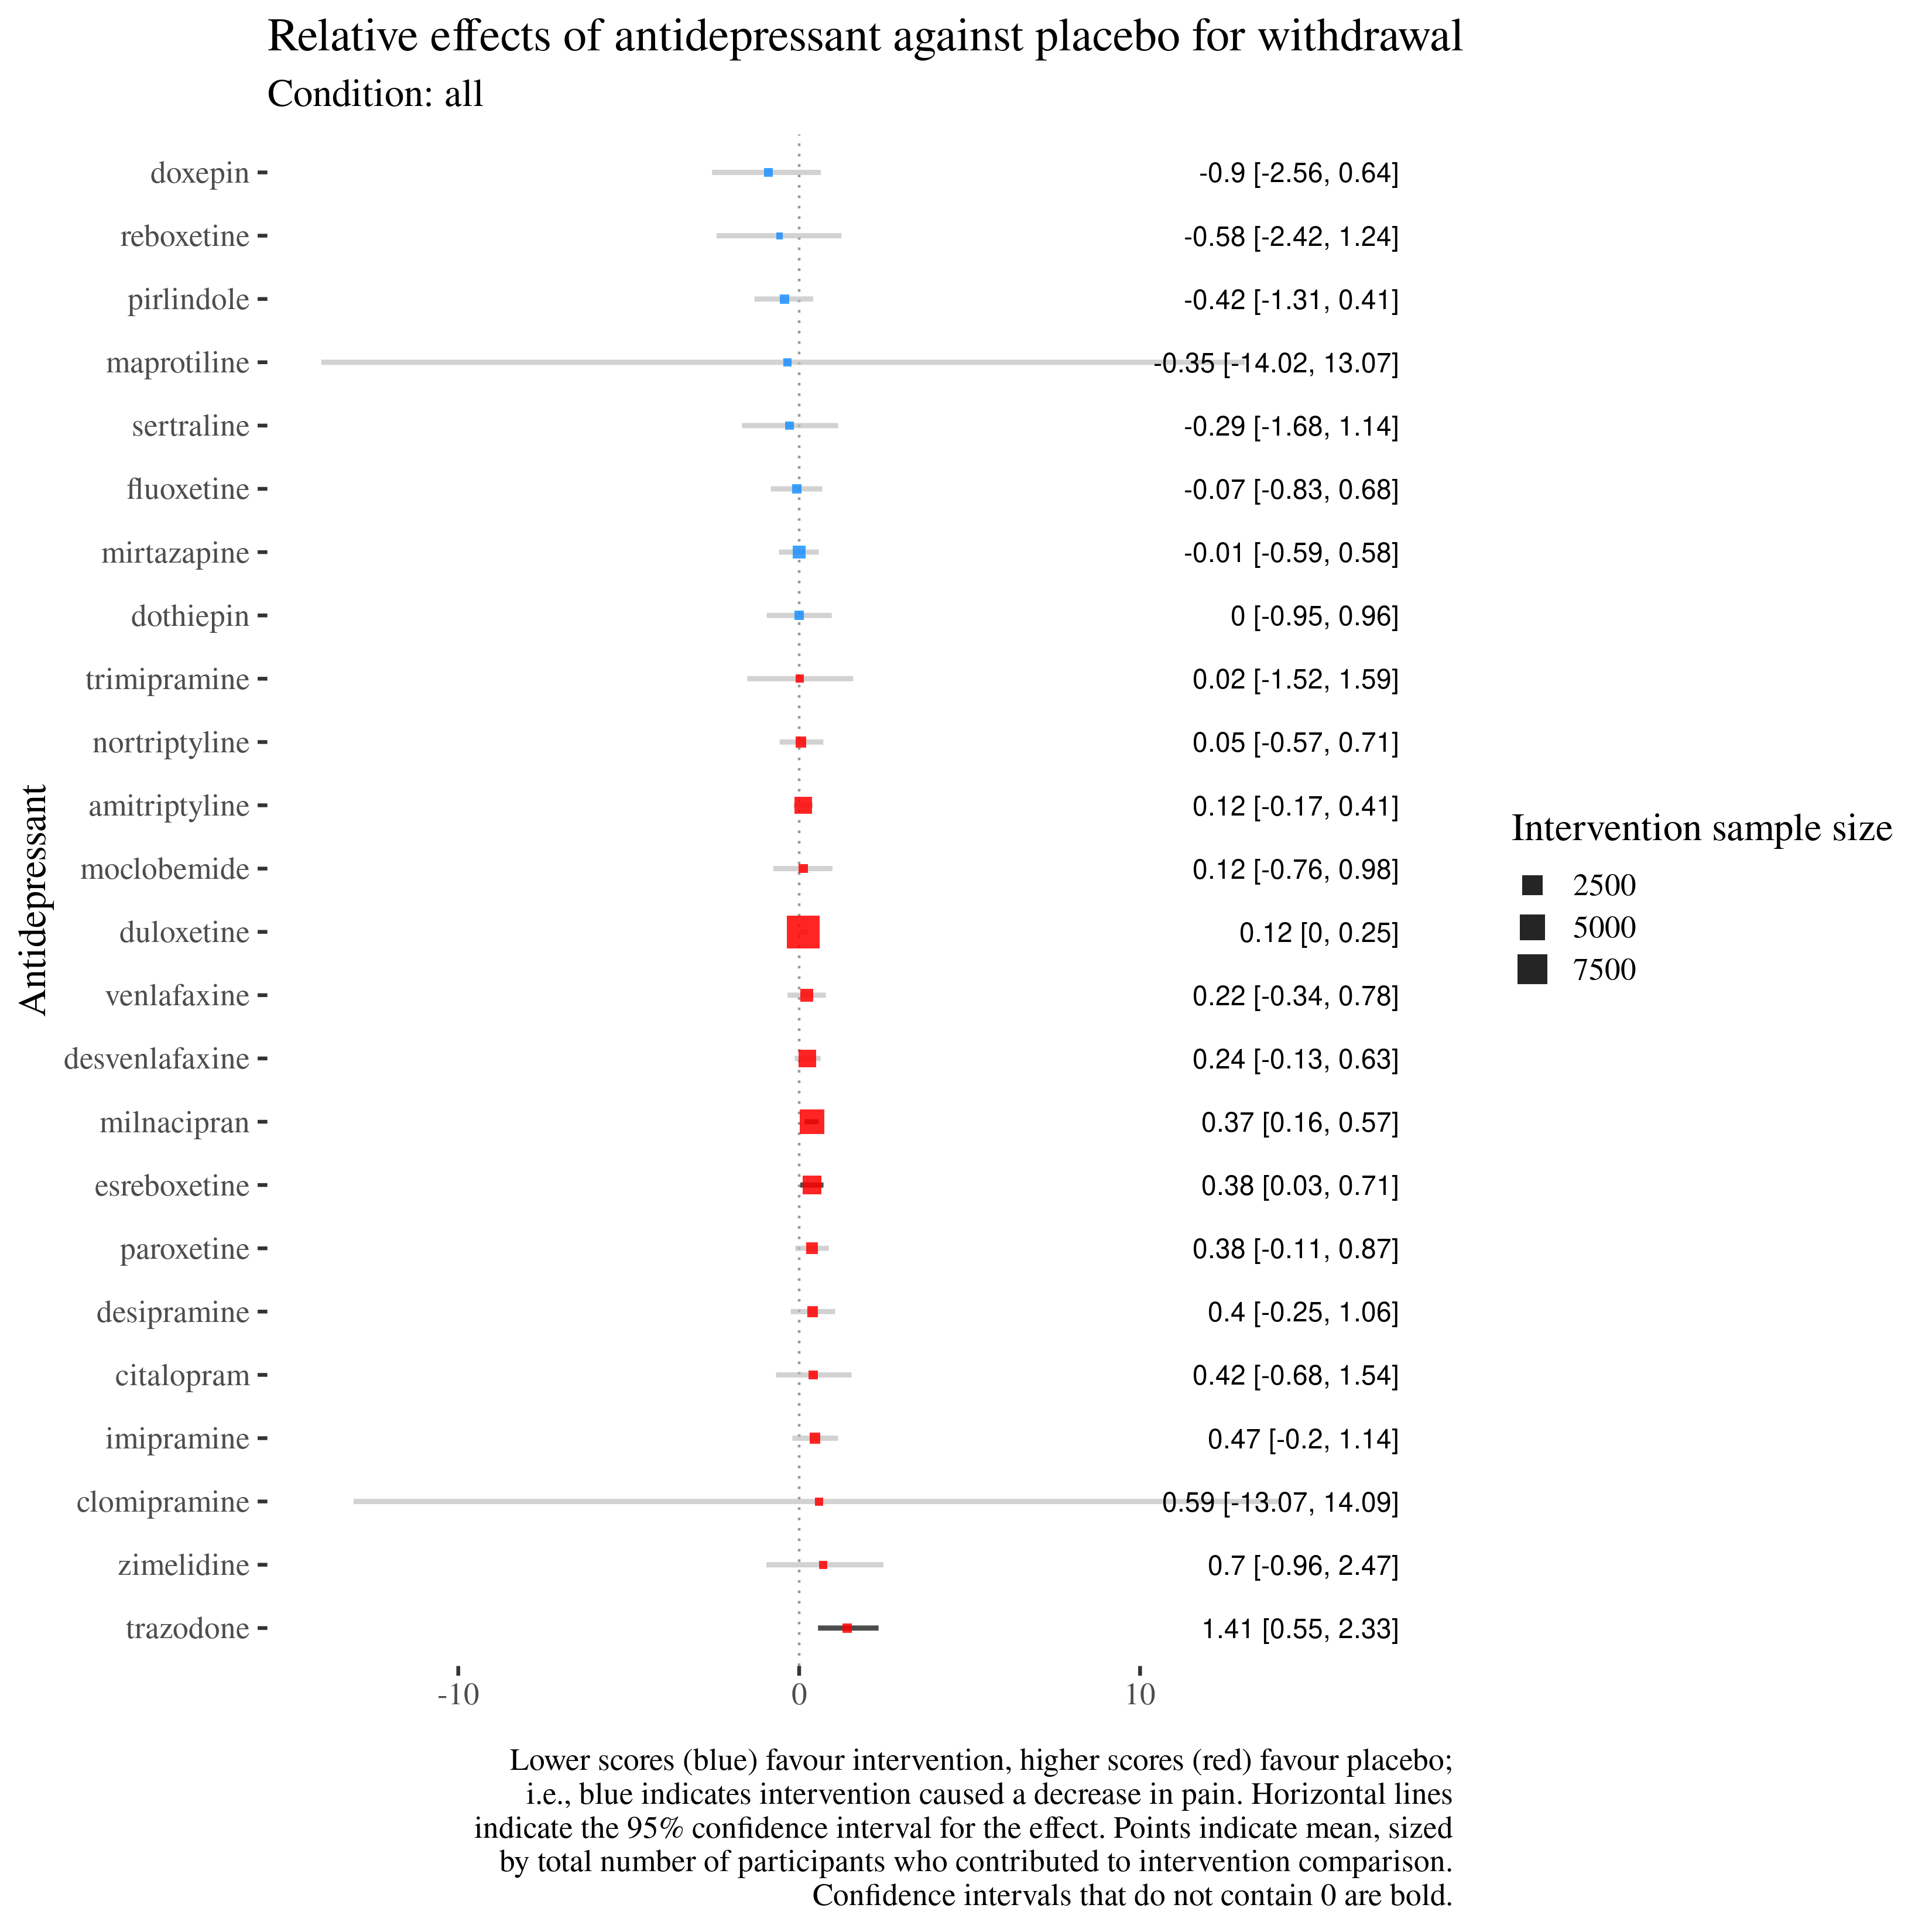 Relative effects of antidepressant against placebo for withdrawal
Condition: all
Antidepressant
doxepin -0.9 [-2.56, 0.64]
reboxetine -0.58 [-2.42, 1.24]
pirlindole -0.42 [-1.31, 0.41]
maprotiline -0.35 [-14.02, 13.07]
sertraline -0.29 [-1.68, 1.14]
fluoxetine -0.07 [-0.83, 0.68]
mirtazapine -0.01 [-0.59, 0.58]
dothiepin 0 [-0.95, 0.96]
trimipramine 0.02 [-1.52, 1.59]
nortriptyline 0.05 [-0.57, 0.71]
amitriptyline 0.12 [-0.17, 0.41]
moclobemide 0.12 [-0.76, 0.98]
duloxetine 0.12 [0, 0.25]
venlafaxine 0.22 [-0.34, 0.78]
desvenlafaxine 0.24 [-0.13, 0.63]
milnacipran 0.37 [0.16, 0.57]
esreboxetine 0.38 [0.03, 0.71]
paroxetine 0.38 [-0.11, 0.87]
desipramine 0.4 [-0.25, 1.06]
citalopram 0.42 [-0.68, 1.54]
imipramine 0.47 [-0.2, 1.14]
clomipramine 0.59 [-13.07, 14.09]
zimelidine 0.7 [-0.96, 2.47]
trazodone 1.41 [0.55, 2.33]
-10 0 10
Intervention sample size
2500
5000
7500
Lower scores (blue) favour intervention, higher scores (red) favour placebo;
i.e., blue indicates intervention caused a decrease in pain. Horizontal lines
indicate the 95% confidence interval for the effect. Points indicate mean, sized
by total number of participants who contributed to intervention comparison.
Confidence intervals that do not contain 0 are bold.